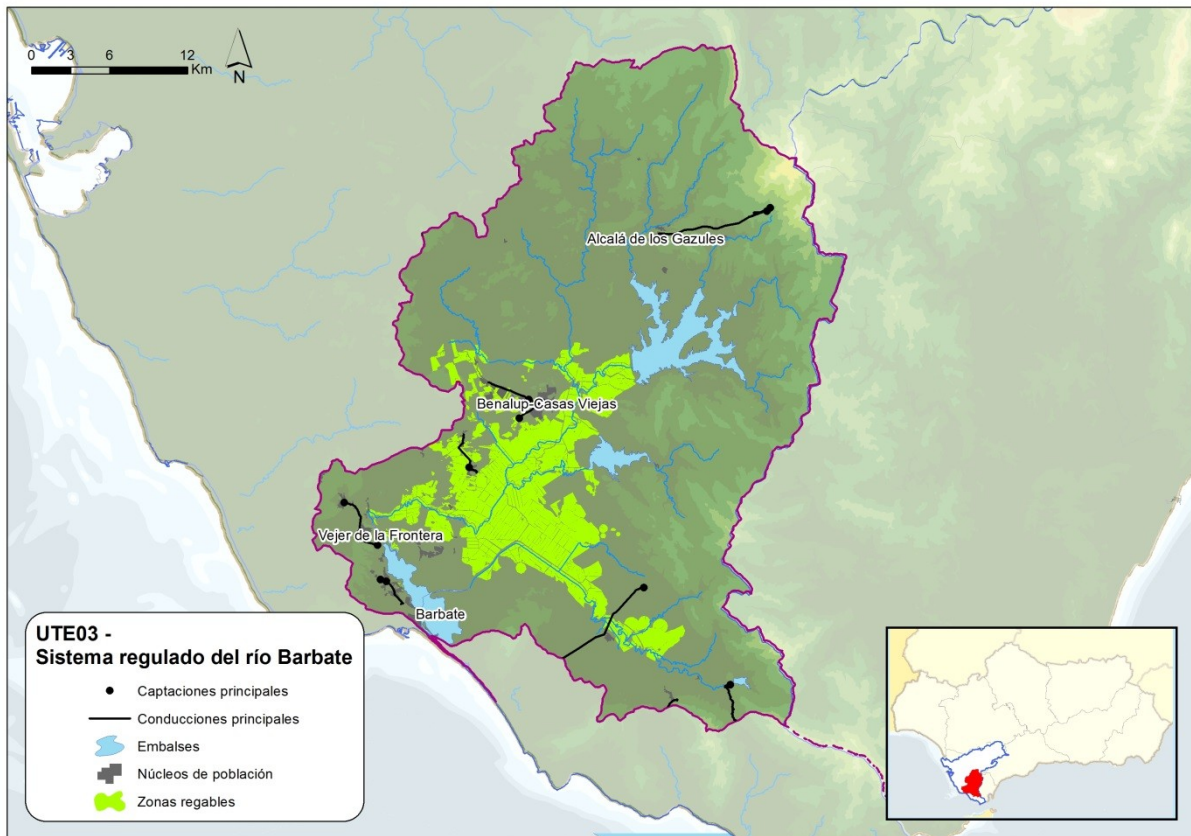 0 3 6 12
Km
N
Alcalá de los Gazules
Benalup-Casas Viejas
Vejer de la Frontera
Barbate
UTE03 -
Sistema regulado del río Barbate
Captaciones principales
Conducciones principales
Embalses
Núcleos de población
Zonas regables